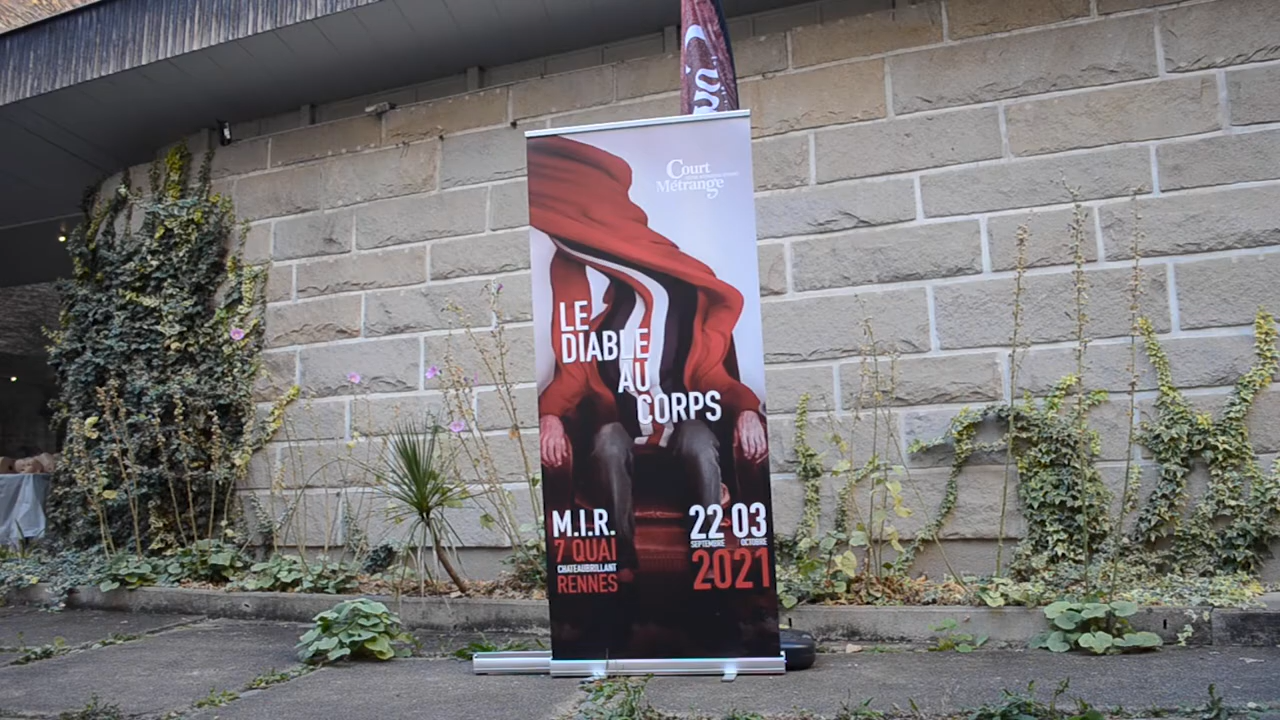 Court
Métrange
LE
DIABLE
AU
CORPS
M.I.R.
7 QUAI
CHATEAUBRILLANT
RENNES
22 03
SEPTEMBRE OCTOBRE
2021